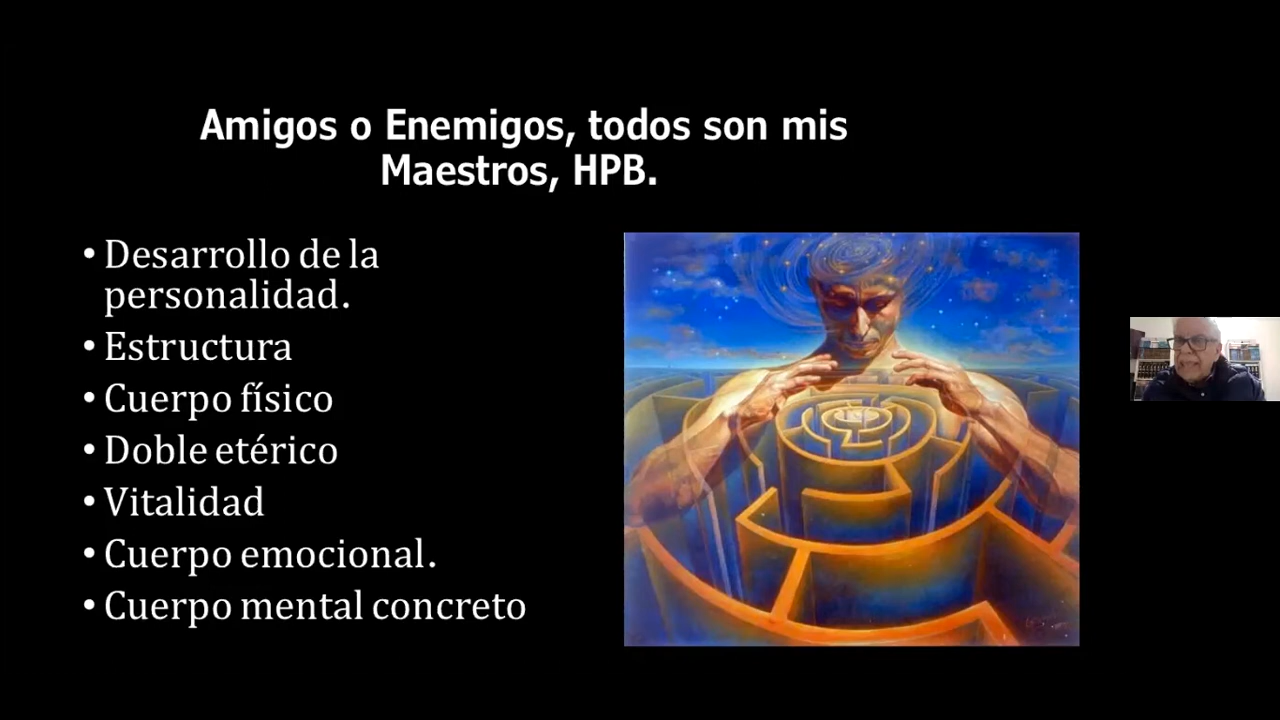 Amigos o Enemigos, todos son mis
Maestros, HPB.
• Desarrollo de la
personalidad.
• Estructura
• Cuerpo físico
• Doble etérico
• Vitalidad
• Cuerpo emocional.
• Cuerpo mental concreto